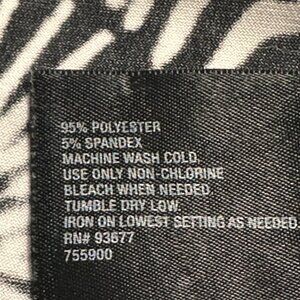 95% POLYESTER
5% SPANDEX
MACHINE WASH COLD.
USE ONLY NON-CHLORINE
BLEACH WHEN NEEDED.
TUMBLE DRY LOW.
IRON ON LOWEST SETTING AS NEEDED.
RN# 93677
755900